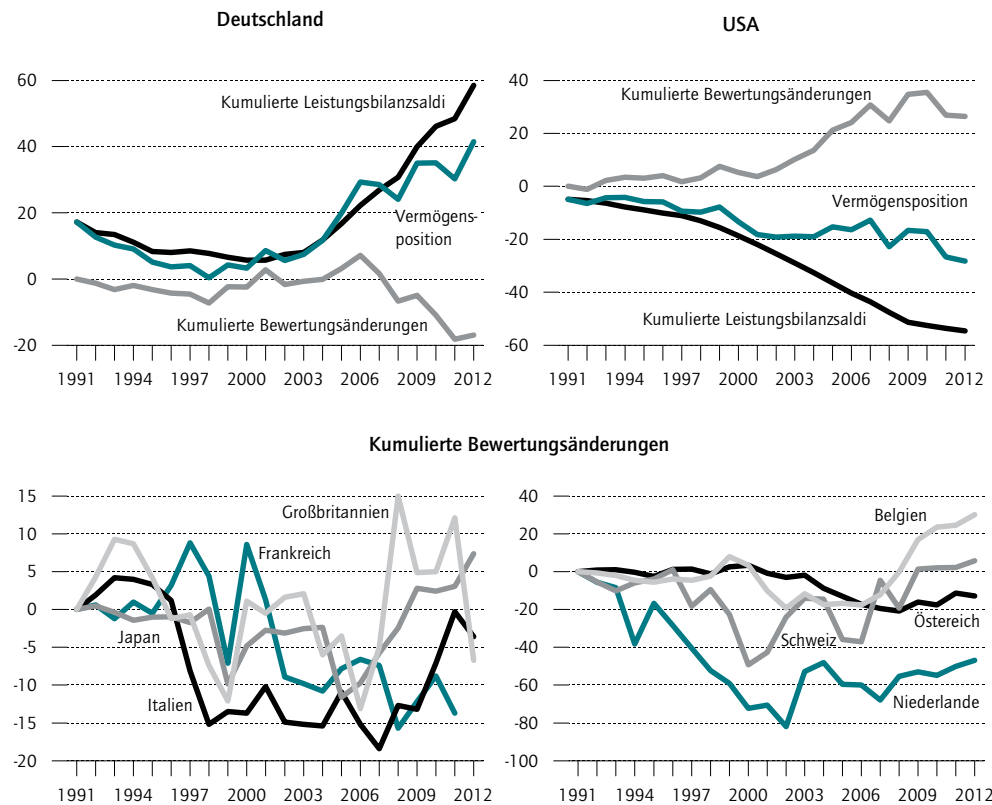 Deutschland
60
40
20
0
-20
Kumulierte Leistungsbilanzsaldi
Vermögens-
position
Kumulierte Bewertungsänderungen
1991 1994 1997 2000 2003 2006 2009 2012
USA
40
20
0
-20
-40
-60
Kumulierte Bewertungsänderungen
Vermögensposition
Kumulierte Leistungsbilanzsaldi
1991 1994 1997 2000 2003 2006 2009 2012
Kumulierte Bewertungsänderungen
15
10
5
0
-5
-10
-15
-20
Großbritannien
Frankreich
Japan
Italien
1991 1994 1997 2000 2003 2006 2009 2012
40
20
0
-20
-40
-60
-80
-100
Belgien
Östereich
Schweiz
Niederlande
1991 1994 1997 2000 2003 2006 2009 2012